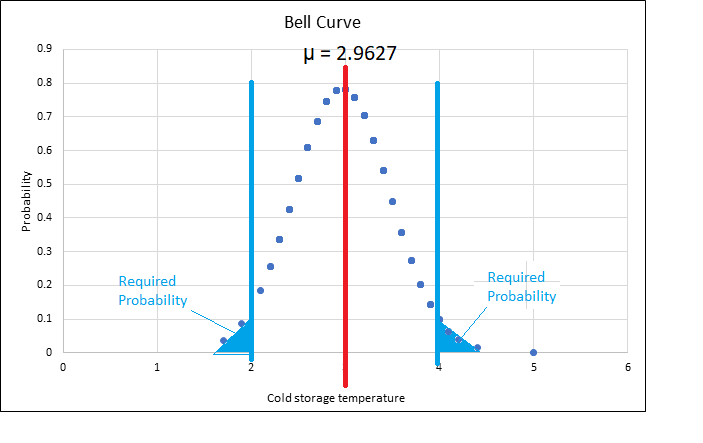 Bell Curve
μ = 2.9627
0.9
0.8
0.7
0.6
0.5
0.4
0.3
0.2
0.1
0
Probability
Required
Probability
Required
Probability
0 1 2 4 5 6
Cold storage temperature